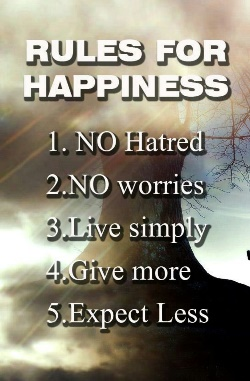 RULES FOR
HAPPINESS
1. NO Hatred
2.NO worries
3.Live simply
4.Give more
5.Expect Less